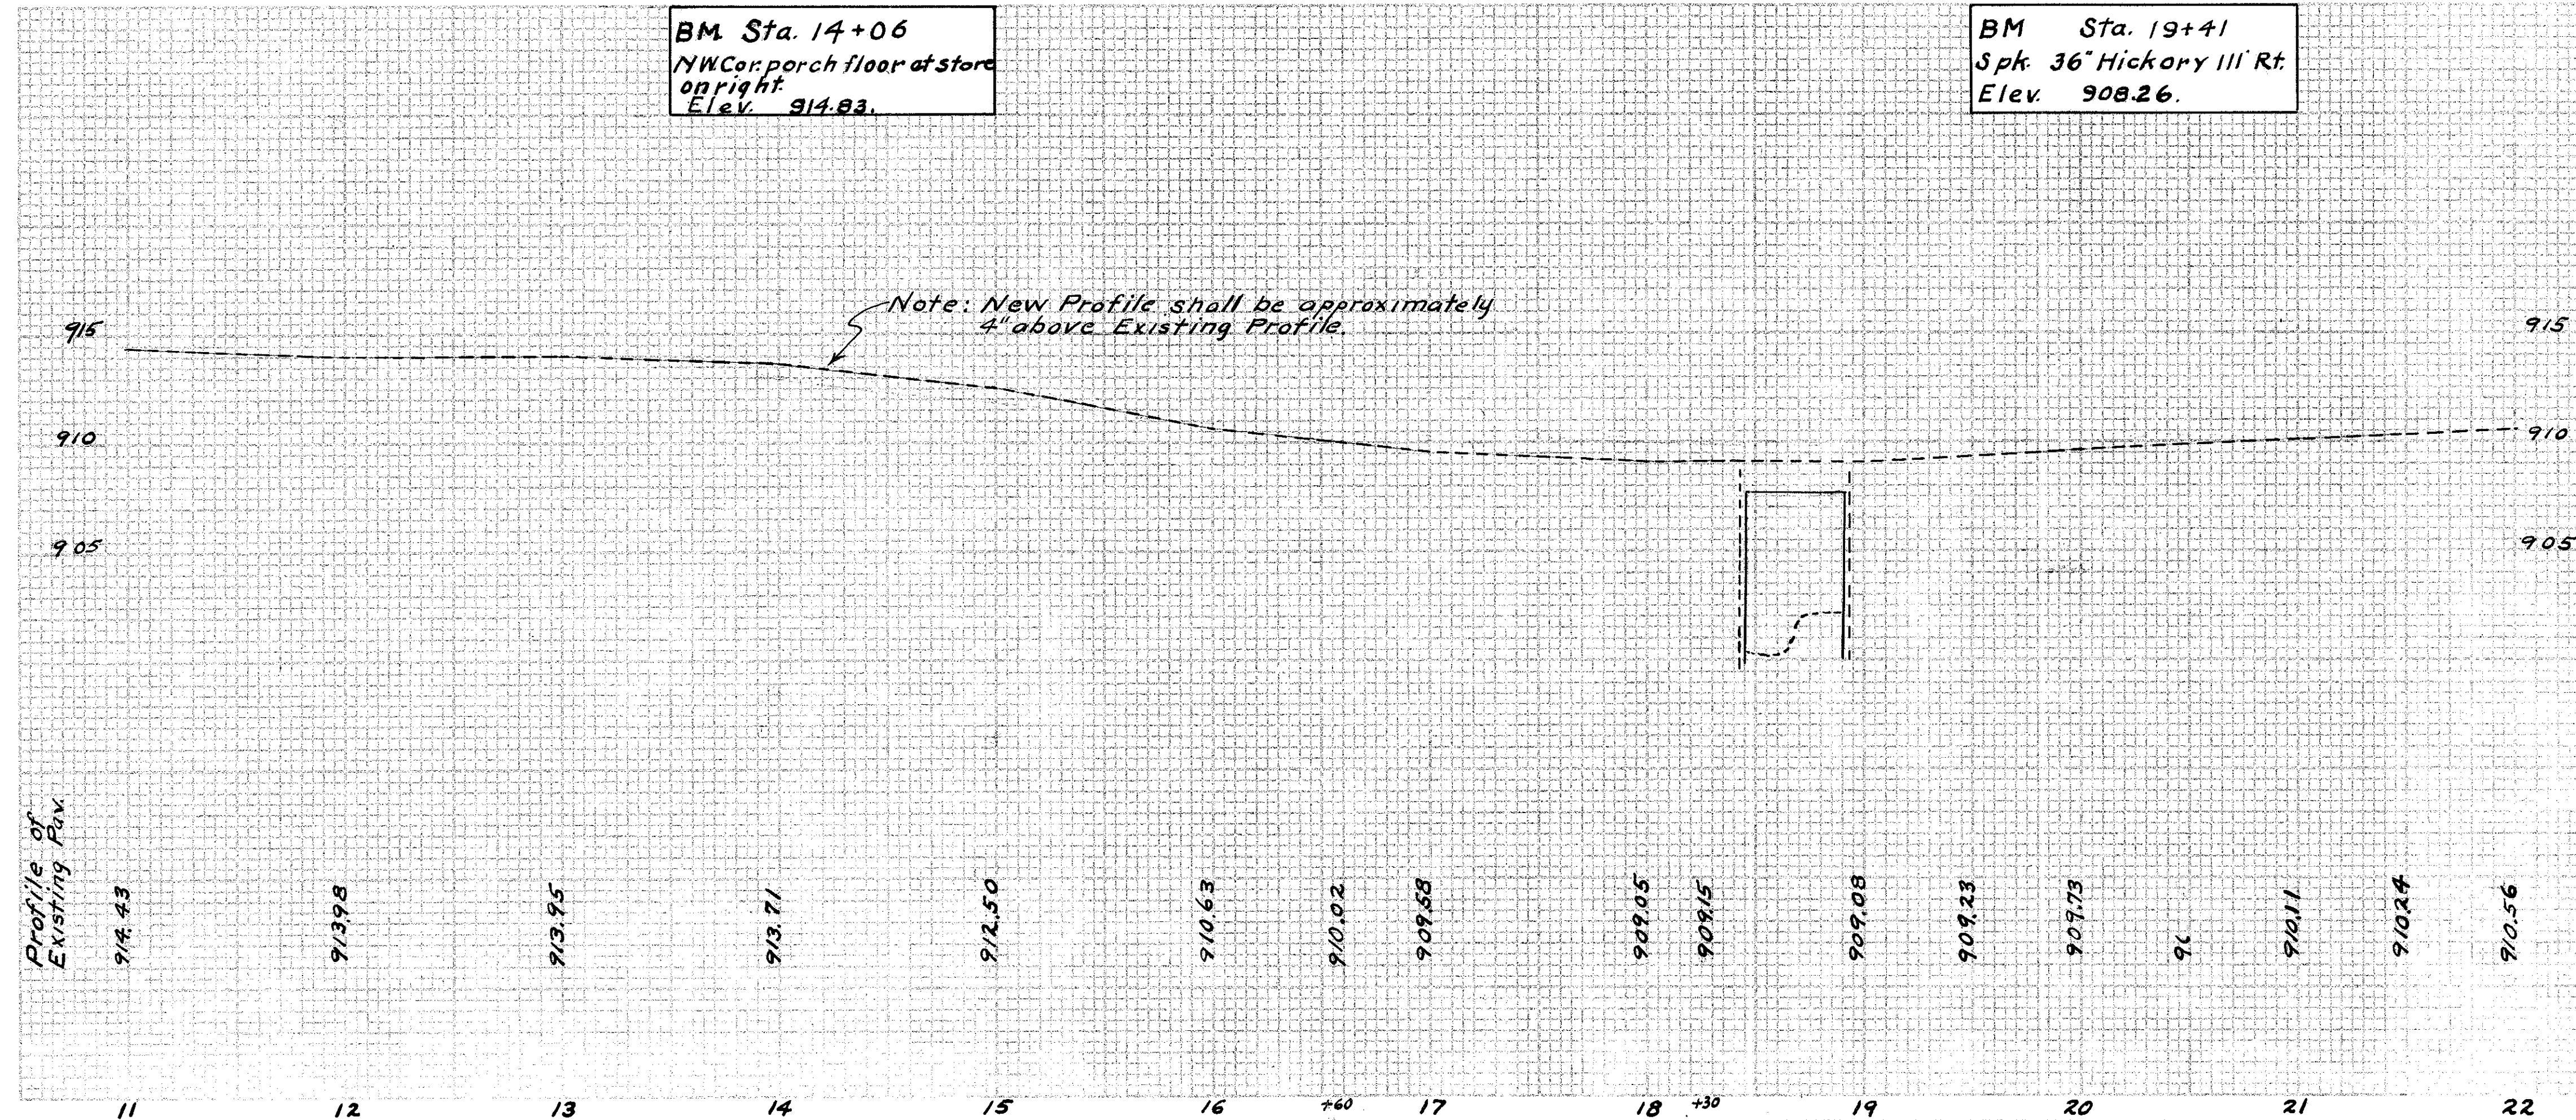 BM Sta. 14+06
NW Cor. porch floor at store
on right.
Elev. 914.83.
BM Sta. 19+41
Spk. 36" Hickory 111' Rt.
Elev. 908.26.
Note: New Profile shall be approximately
4" above Existing Profile.
915
915
910
910
905
905
Profile of
Existing Pav.
914.43
913.98
913.95
913.71
912.50
910.63
910.02
909.58
909.05
909.15
909.08
909.23
909.73
910.11
910.24
910.56
11 12 13 14 15 16 +60 17 18 +30 19 20 21 22